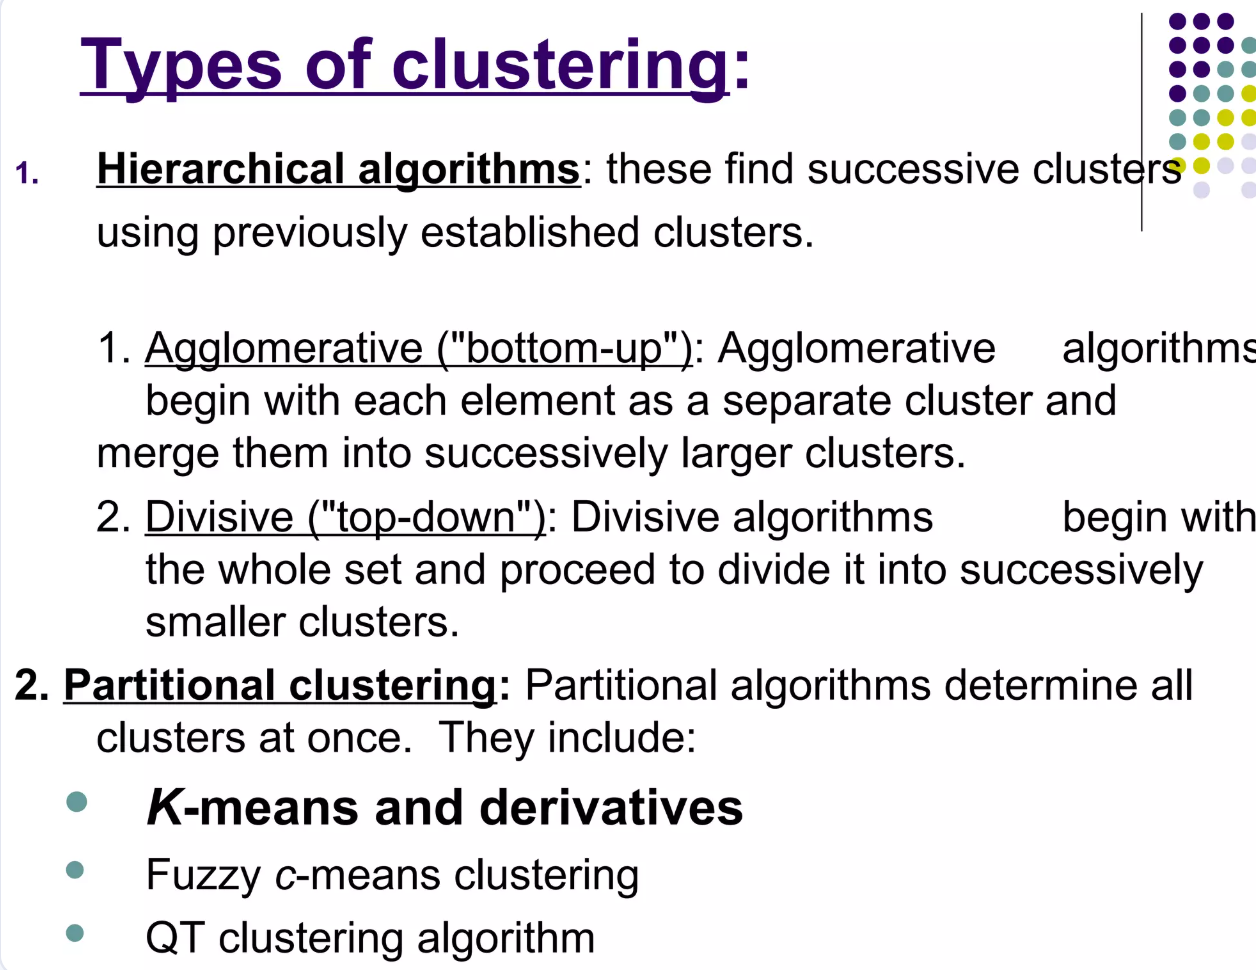 Types of clustering:
1. Hierarchical algorithms: these find successive clusters
using previously established clusters.
1. Agglomerative ("bottom-up"): Agglomerative algorithms
begin with each element as a separate cluster and
merge them into successively larger clusters.
2. Divisive ("top-down"): Divisive algorithms begin with
the whole set and proceed to divide it into successively
smaller clusters.
2. Partitional clustering: Partitional algorithms determine all
clusters at once. They include:
K-means and derivatives
Fuzzy c-means clustering
QT clustering algorithm